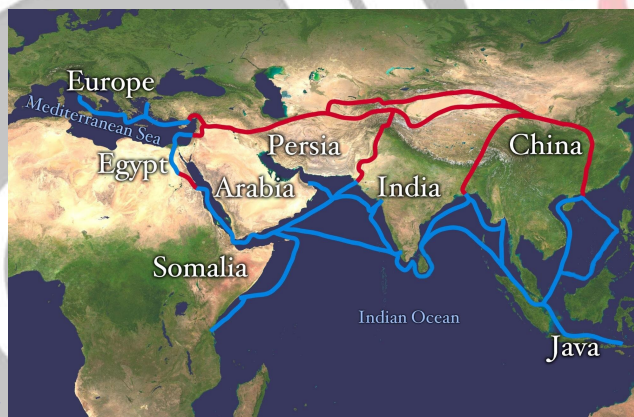 Europe
Mediterranean Sea
Egypt
Persia
Arabia
India
China
Somalia
Indian Ocean
Java